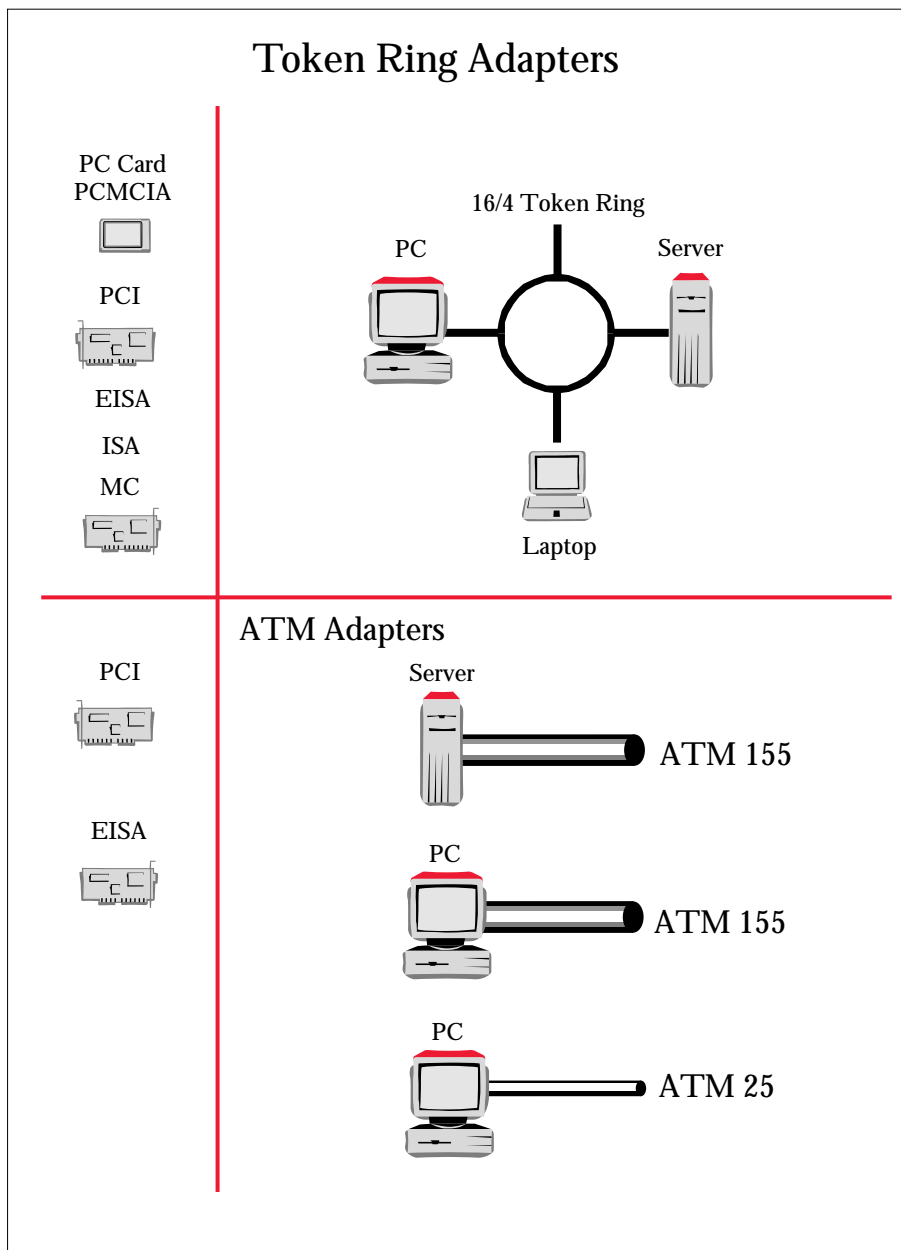 Token Ring Adapters
PC Card
PCMCIA
PCI
EISA
ISA
MC
16/4 Token Ring
PC
Server
Laptop
ATM Adapters
PCI
EISA
Server
ATM 155
PC
ATM 155
PC
ATM 25